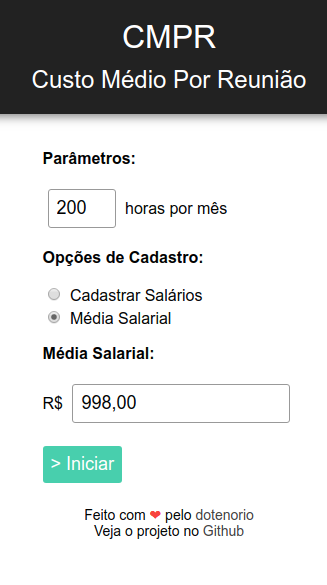 CMPR
Custo Médio Por Reunião
Parâmetros:
200 horas por mês
Opções de Cadastro:
Cadastrar Salários
Média Salarial
Média Salarial:
R$ 998,00
> Iniciar
Feito com ❤ pelo dotenorio
Veja o projeto no Github